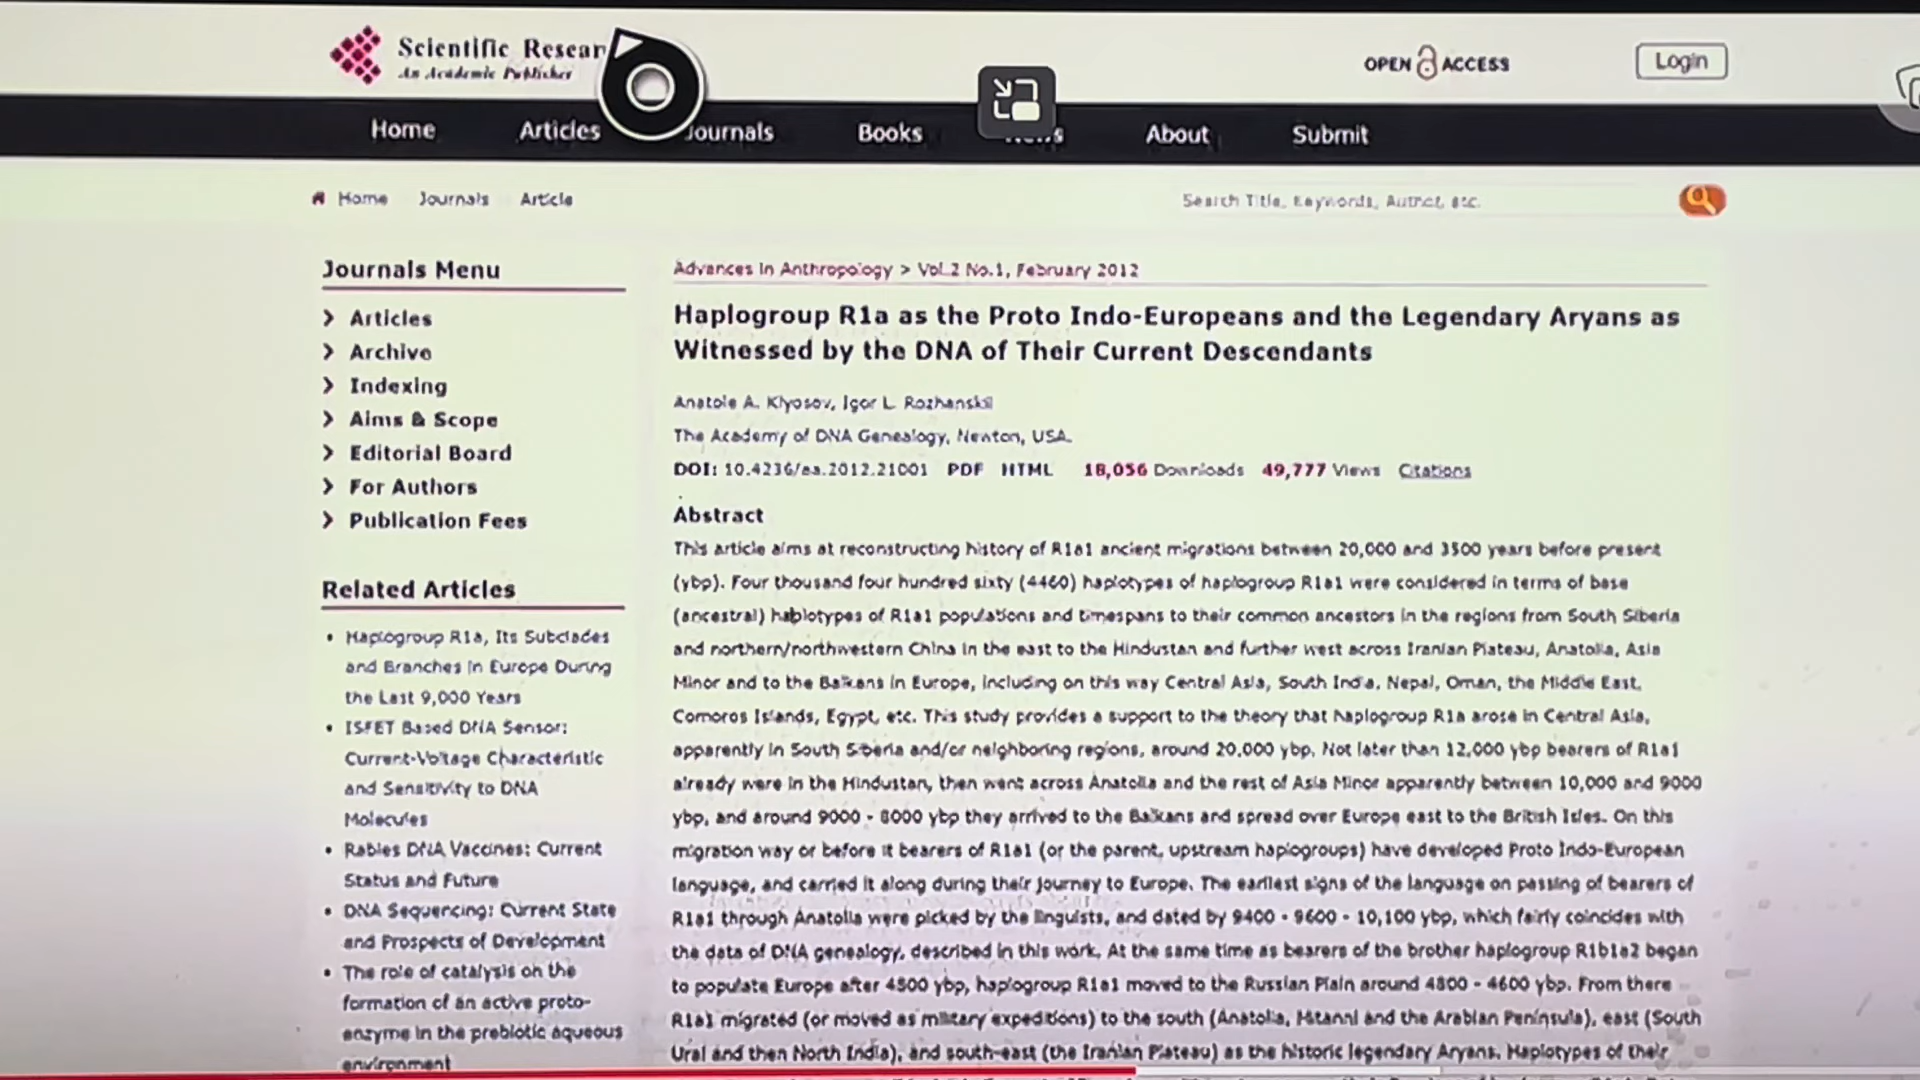 Scientific Resear
An Academic Publisher
OPEN ACCESS
Login
Home
Articles
Journals
Books
About
Submit
Home Journals Article
Search Title, Keywords, Author, etc.
Journals Menu
Articles
Archive
Indexing
Aims & Scope
Editorial Board
For Authors
Publication Fees
Related Articles
Haplogroup R1a, Its Subclades
and Branches in Europe During
the Last 9,000 Years
ISFET Based DNA Sensor:
Current-Voltage Characteristic
and Sensitivity to DNA
Molecules
Rabies DNA Vaccines: Current
Status and Future
DNA Sequencing: Current State
and Prospects of Development
The role of catalysis on the
formation of an active proto-
enzyme in the prebiotic aqueous
environment
Advances in Anthropology > Vol.2 No.1, February 2012
Haplogroup R1a as the Proto Indo-Europeans and the Legendary Aryans as
Witnessed by the DNA of Their Current Descendants
Anatole A. Klyosov, Igor L. Rozhanskii
The Academy of DNA Genealogy, Newton, USA.
DOI: 10.4236/aa.2012.21001 PDF HTML 18,056 Downloads 49,777 Views Citations
Abstract
This article aims at reconstructing history of R1a1 ancient migrations between 20,000 and 3500 years before present
(ybp). Four thousand four hundred sixty (4460) haplotypes of haplogroup R1a1 were considered in terms of base
(ancestral) haplotypes of R1a1 populations and timespans to their common ancestors in the regions from South Siberia
and northern/northwestern China in the east to the Hindustan and further west across Iranian Plateau, Anatolia, Asia
Minor and to the Balkans in Europe, including on this way Central Asia, South India, Nepal, Oman, the Middle East,
Comoros Islands, Egypt, etc. This study provides a support to the theory that haplogroup R1a arose in Central Asia,
apparently in South Siberia and/or neighboring regions, around 20,000 ybp. Not later than 12,000 ybp bearers of R1a1
already were in the Hindustan, then went across Anatolia and the rest of Asia Minor apparently between 10,000 and 9000
ybp, and around 9000 - 8000 ybp they arrived to the Balkans and spread over Europe east to the British Isles. On this
migration way or before it bearers of R1a1 (or the parent, upstream haplogroups) have developed Proto Indo-European
language, and carried it along during their journey to Europe. The earliest signs of the language on passing of bearers of
R1a1 through Anatolia were picked by the linguists, and dated by 9400 - 9600 - 10,100 ybp, which fairly coincides with
the data of DNA genealogy, described in this work. At the same time as bearers of the brother haplogroup R1b1a2 began
to populate Europe after 4800 ybp, haplogroup R1a1 moved to the Russian Plain around 4800 - 4600 ybp. From there
R1a1 migrated (or moved as military expeditions) to the south (Anatolia, Mitanni and the Arabian Peninsula), east (South
Ural and then North India), and south-east (the Iranian Plateau) as the historic legendary Aryans. Haplotypes of their